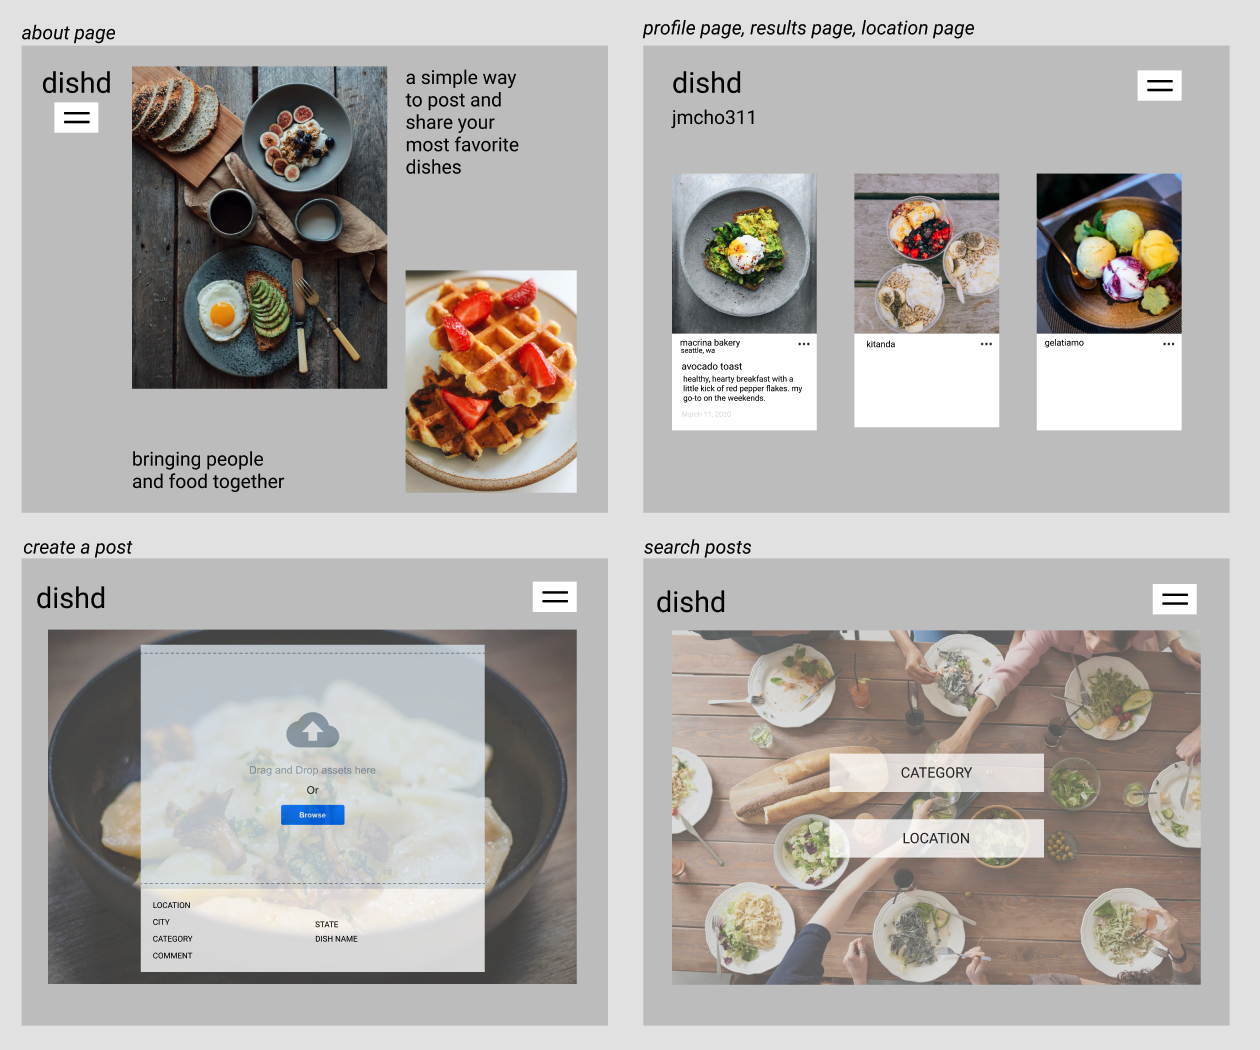 about page
dishd
a simple way
to post and
share your
most favorite
dishes
bringing people
and food together
profile page, results page, location page
dishd
jmcho311
macrina bakery
seattle, wa
avocado toast
healthy, hearty breakfast with a
little kick of red pepper flakes. my
go-to on the weekends.
March 11, 2020
kitanda
gelatiamo
create a post
dishd
Drag and Drop assets here
Or
Browse
LOCATION
CITY
STATE
CATEGORY
DISH NAME
COMMENT
search posts
dishd
CATEGORY
LOCATION